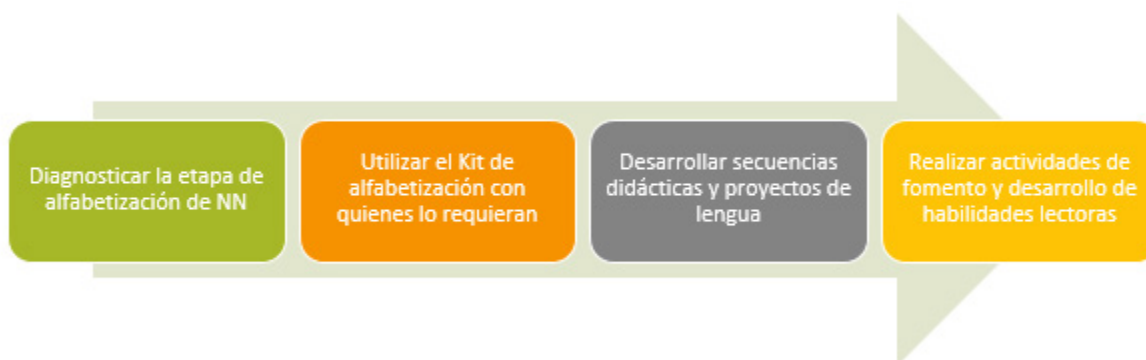 Diagnosticar la etapa de
alfabetización de NN
Utilizar el Kit de
alfabetización con
quienes lo requieran
Desarrollar secuencias
didácticas y proyectos de
lengua
Realizar actividades de
fomento y desarrollo de
habilidades lectoras